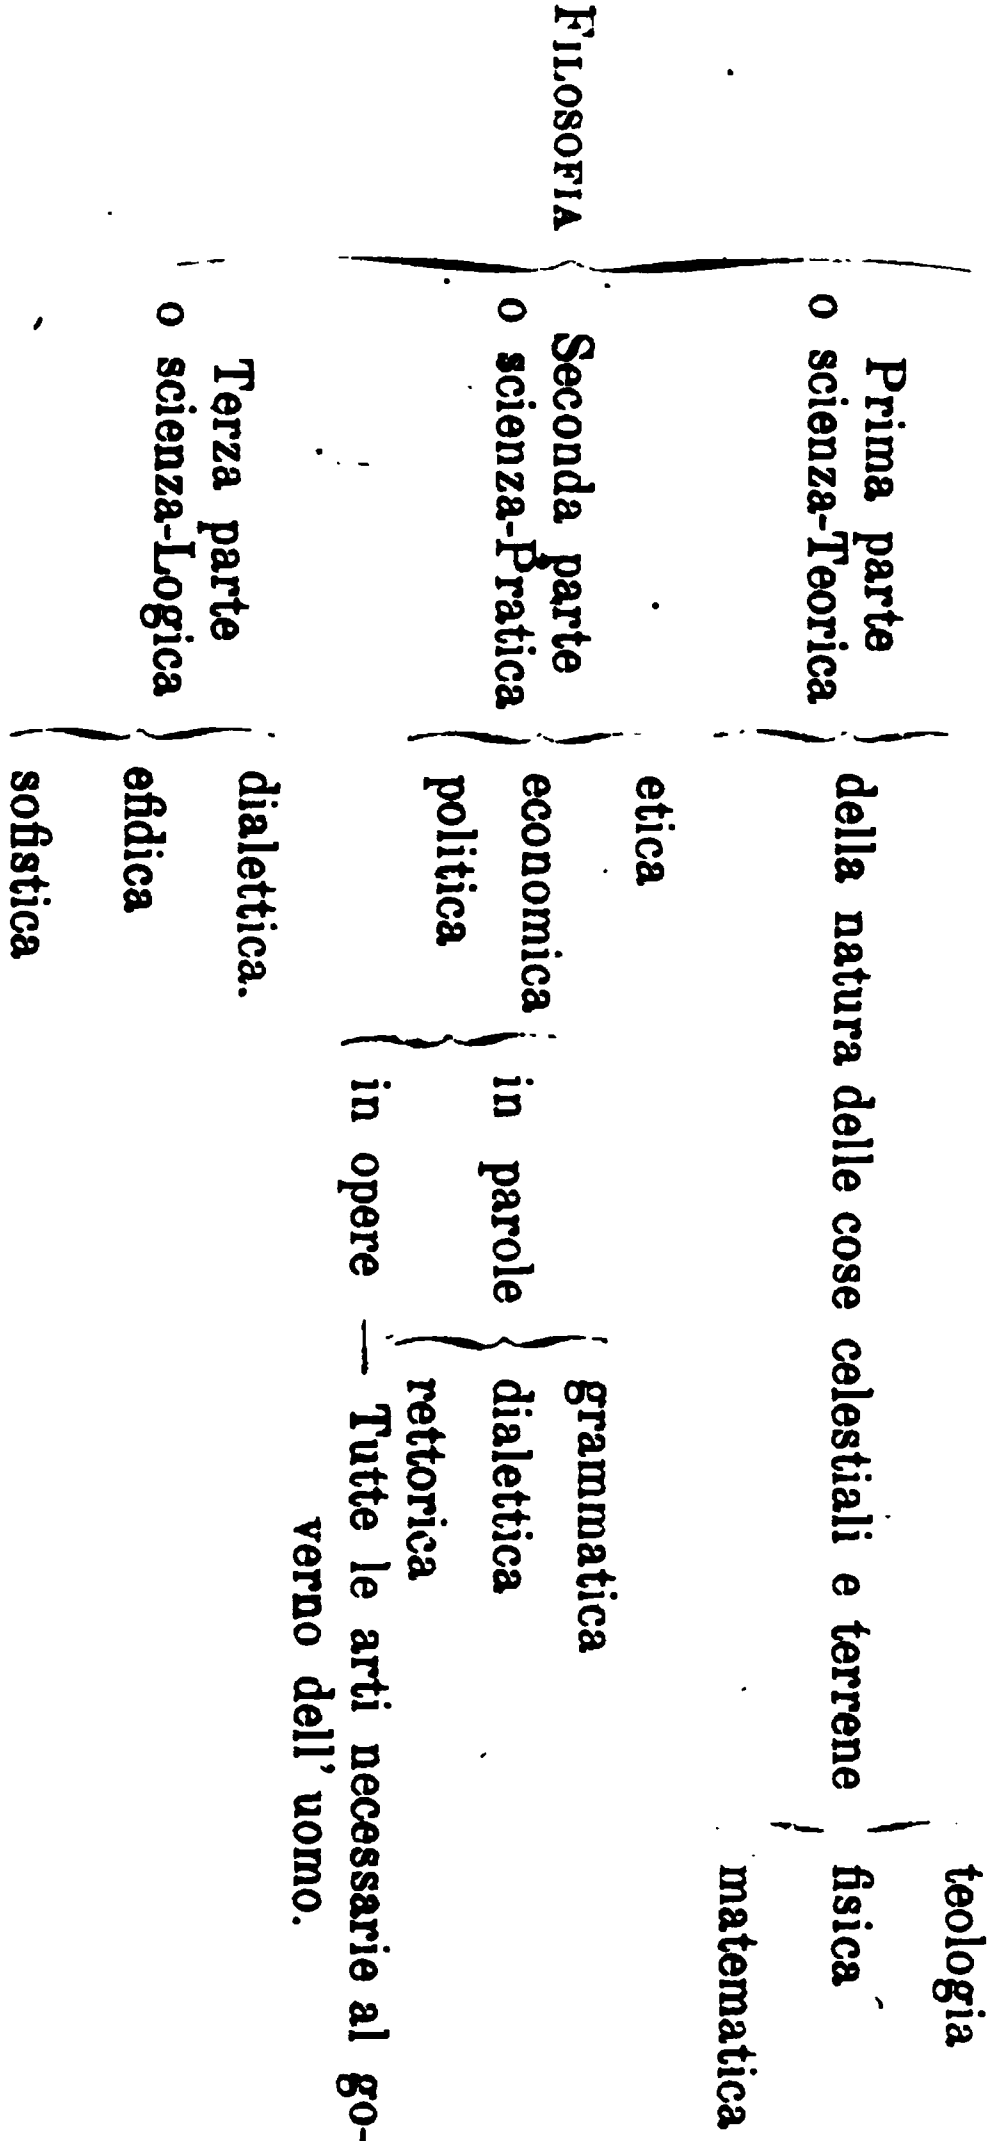 FILOSOFIA
Prima parte
o scienza-Teorica
della natura delle cose celestiali e terrene
teologia
fisica
matematica
Seconda parte
o scienza-Pratica
etica
economica
politica
in parole
grammatica
dialettica
rettorica
in opere — Tutte le arti necessarie al go-
verno dell' uomo.
Terza parte
o scienza-Logica
dialettica.
efidica
sofistica